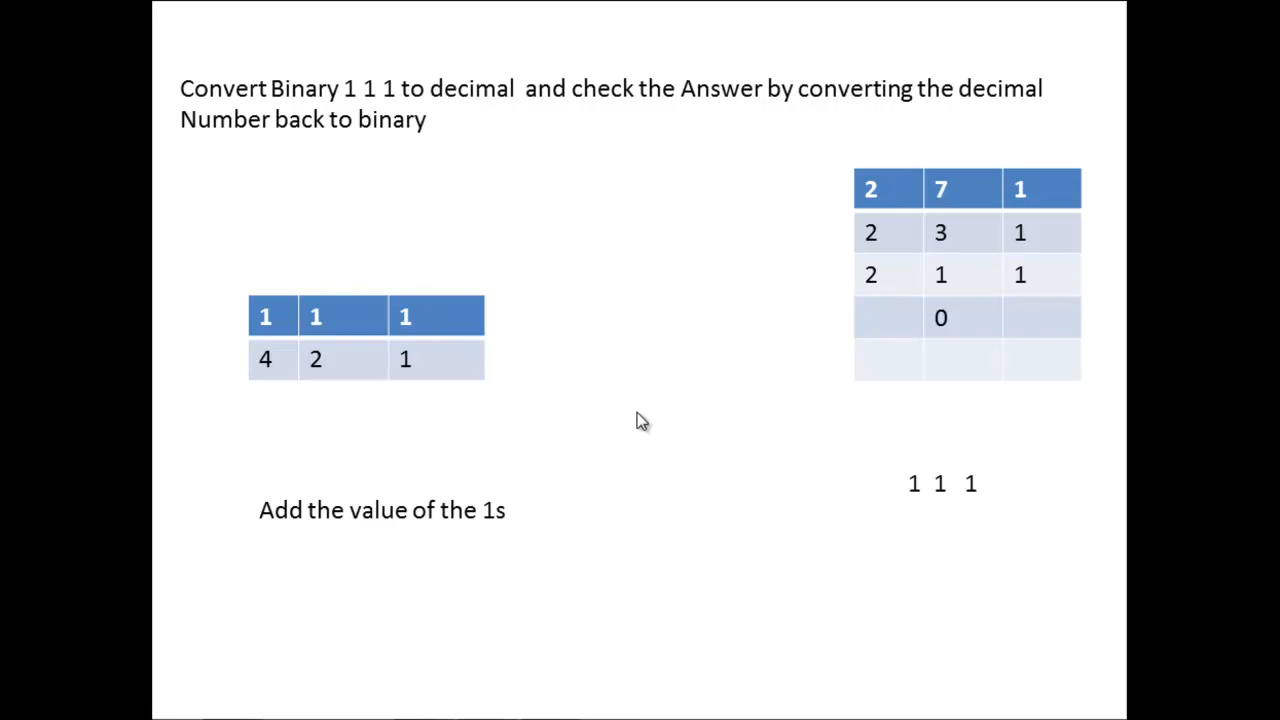 Convert Binary 1 1 1 to decimal and check the Answer by converting the decimal
Number back to binary
2 7 1
2 3 1
2 1 1
0
1 1 1
4 2 1
1 1 1
Add the value of the 1s